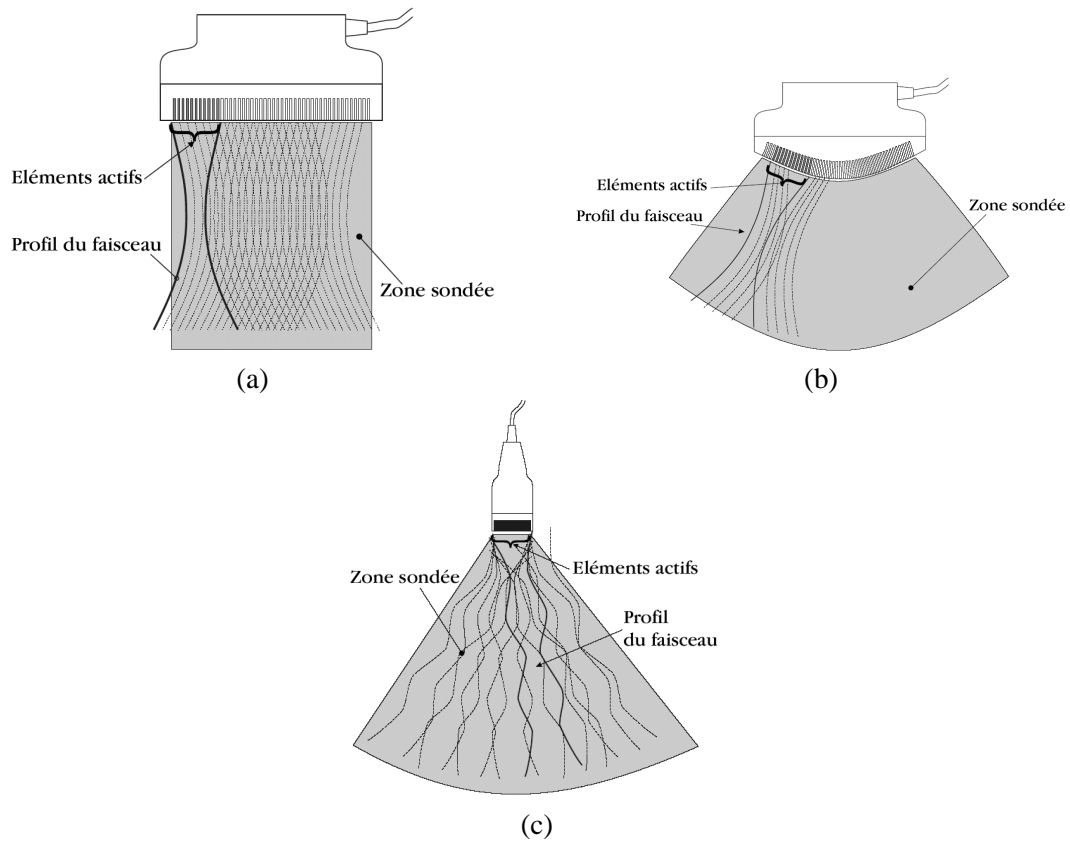 Eléments actifs
Profil du faisceau
Zone sondée
(a)
Eléments actifs
Profil du faisceau
Zone sondée
(b)
Zone sondée
Eléments actifs
Profil
du faisceau
(c)